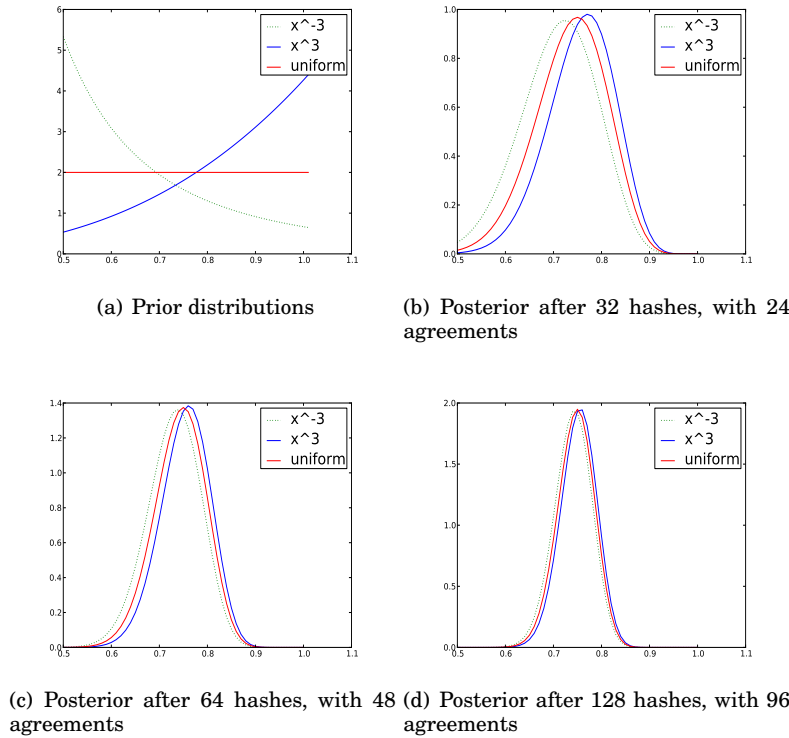 x^-3
x^3
uniform
6
5
4
3
2
1
0
0.5 0.6 0.7 0.8 0.9 1.0 1.1
(a) Prior distributions
x^-3
x^3
uniform
1.0
0.8
0.6
0.4
0.2
0.0
0.5 0.6 0.7 0.8 0.9 1.0 1.1
(b) Posterior after 32 hashes, with 24
agreements
x^-3
x^3
uniform
1.4
1.2
1.0
0.8
0.6
0.4
0.2
0.0
0.5 0.6 0.7 0.8 0.9 1.0 1.1
(c) Posterior after 64 hashes, with 48
agreements
x^-3
x^3
uniform
2.0
1.5
1.0
0.5
0.0
0.5 0.6 0.7 0.8 0.9 1.0 1.1
(d) Posterior after 128 hashes, with 96
agreements